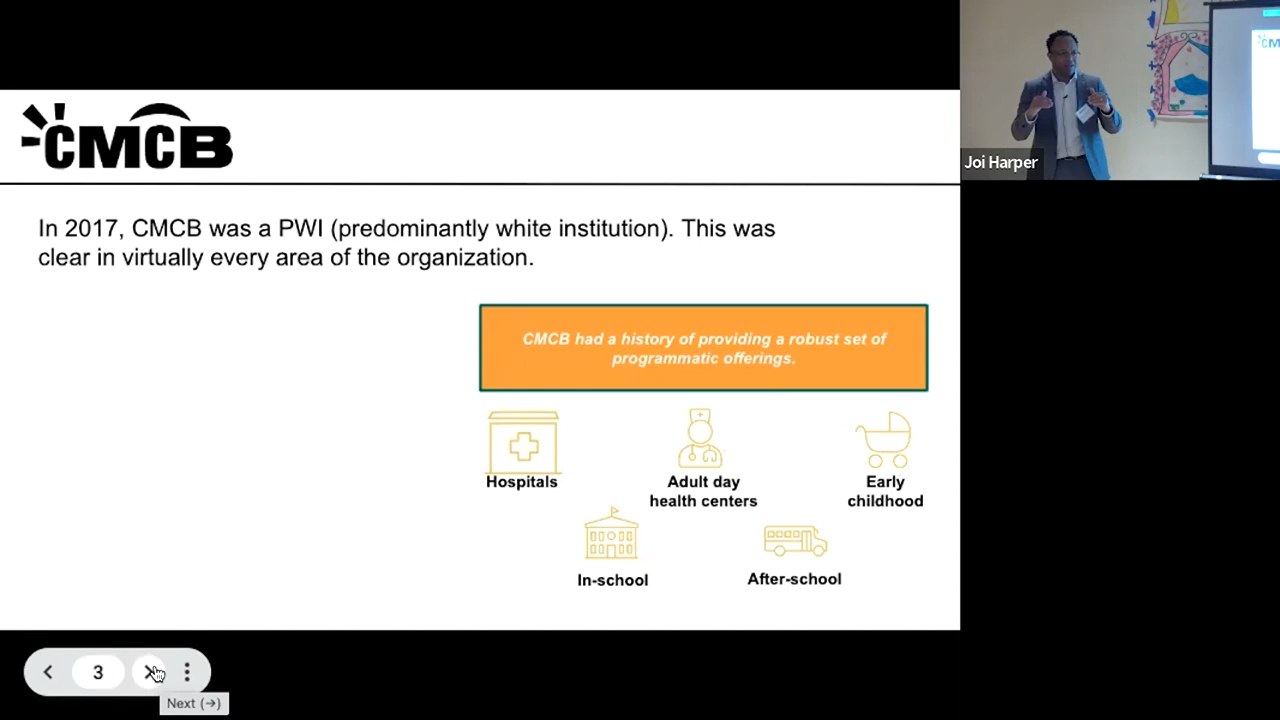 CMCB
In 2017, CMCB was a PWI (predominantly white institution). This was
clear in virtually every area of the organization.
CMCB had a history of providing a robust set of
programmatic offerings.
Hospitals
Adult day
health centers
Early
childhood
In-school
After-school
Joi Harper
3
Next (→)